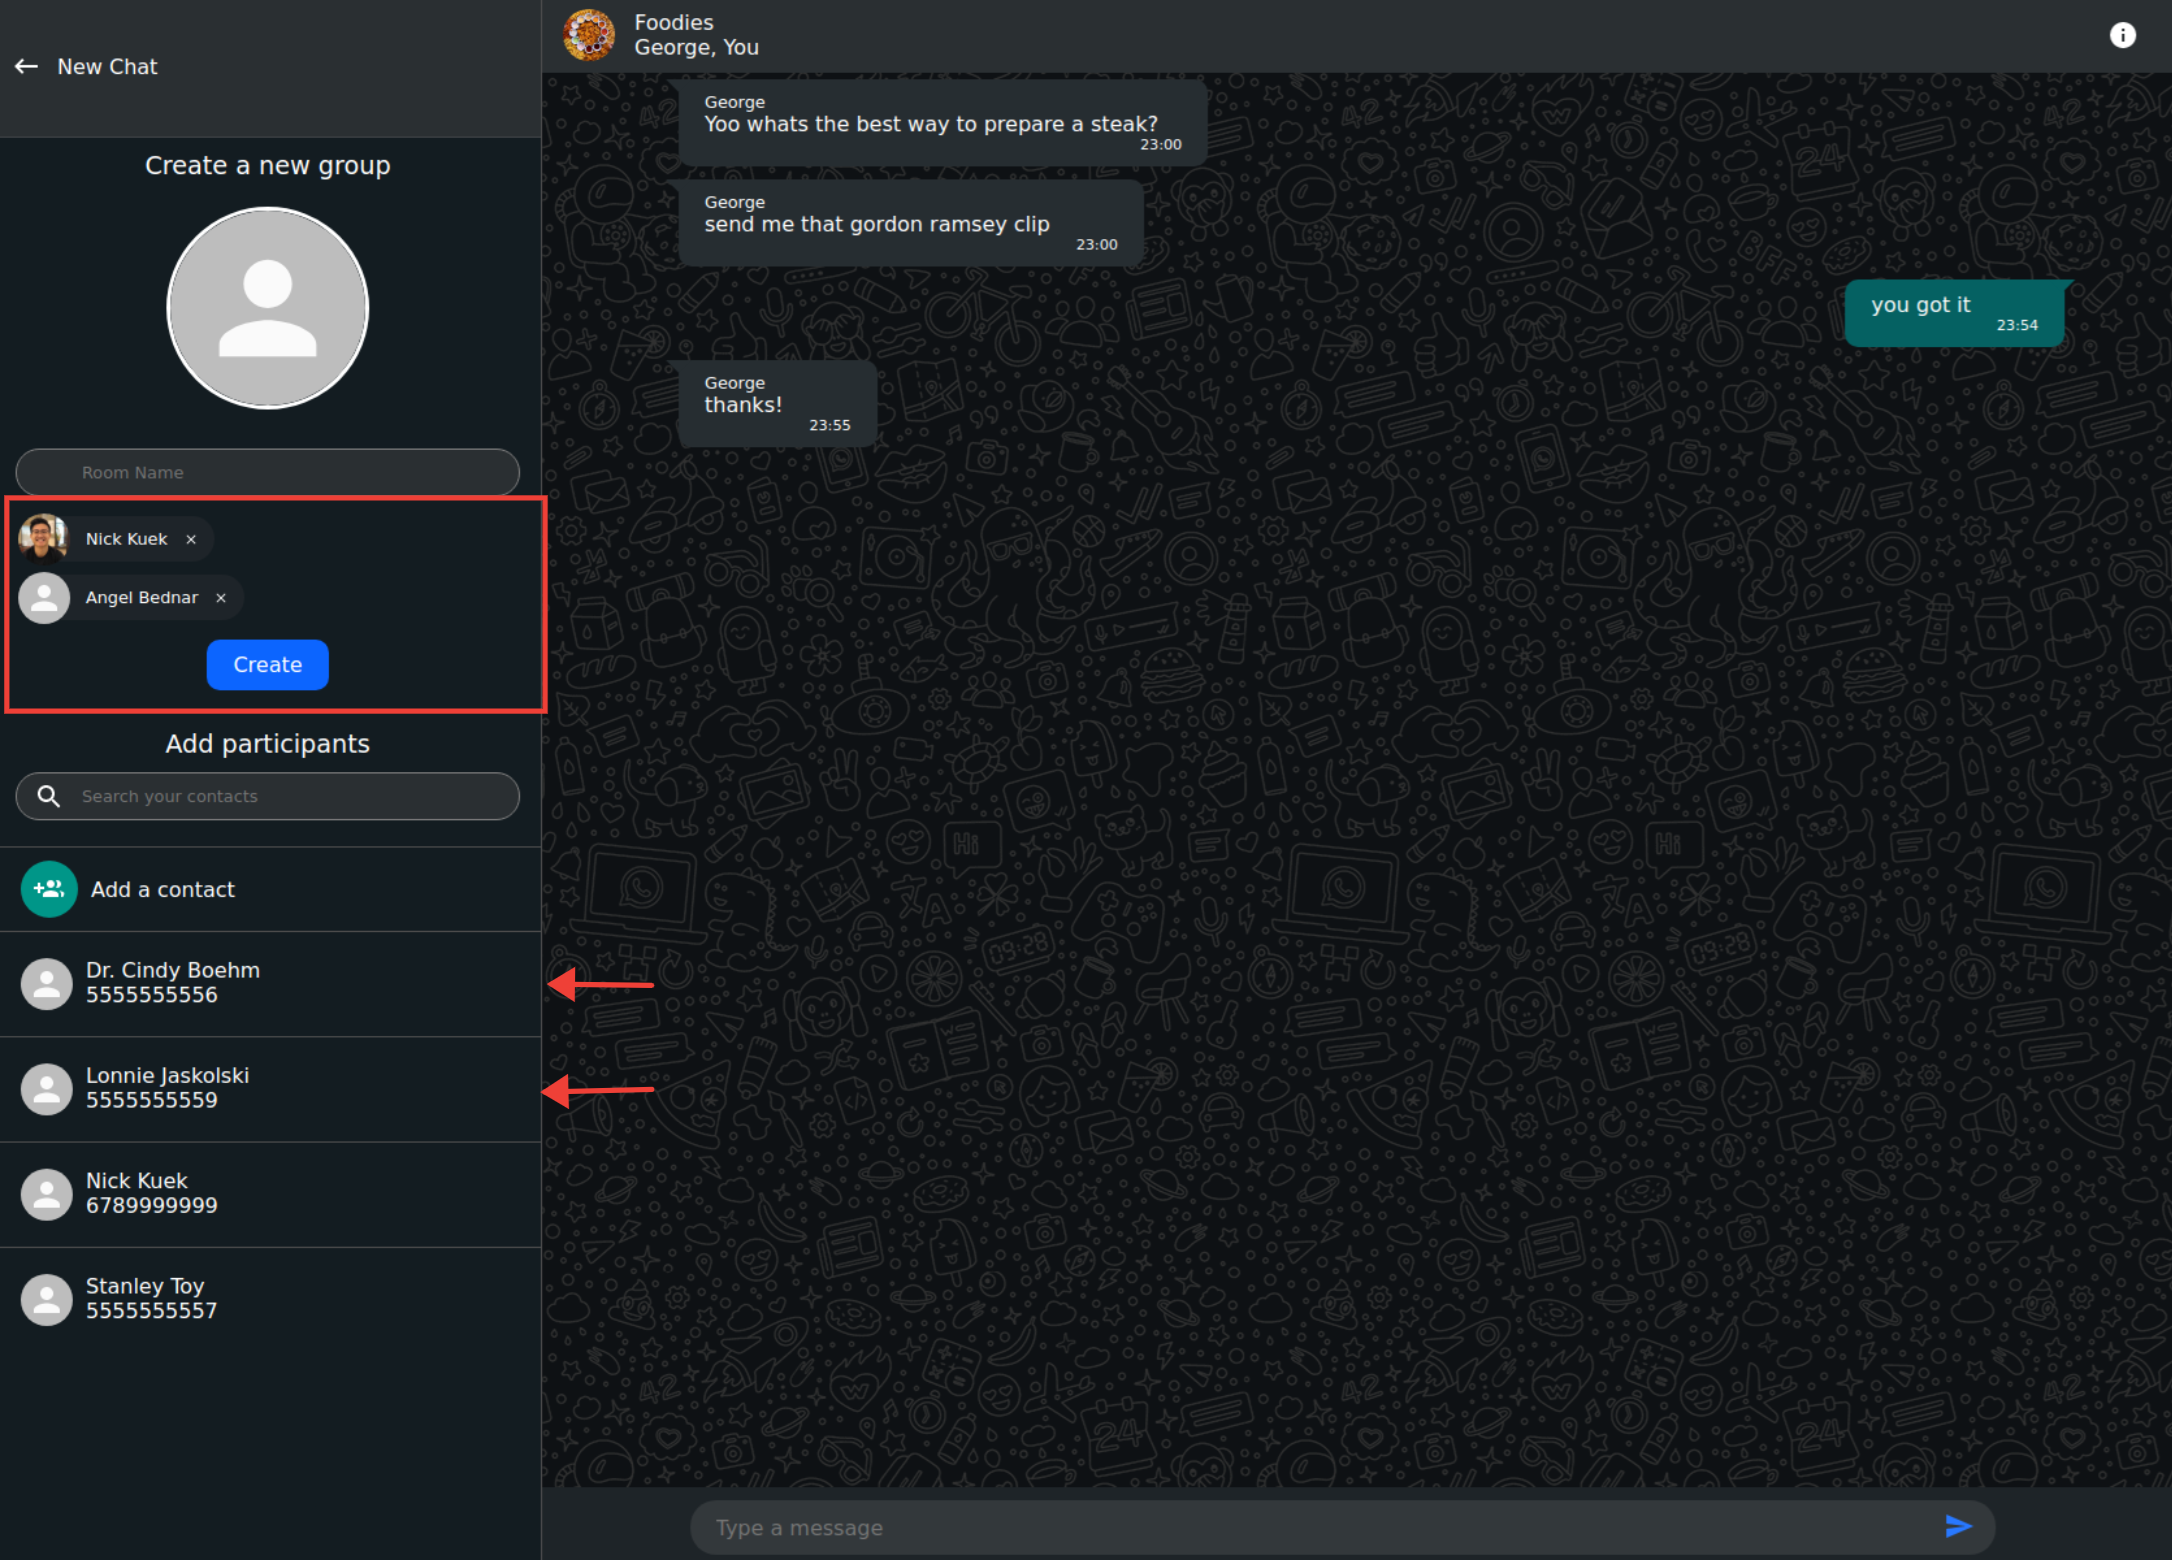 New Chat
Create a new group
Room Name
Nick Kuek ×
Angel Bednar ×
Create
Add participants
Search your contacts
Add a contact
Dr. Cindy Boehm
5555555556
Lonnie Jaskolski
5555555559
Nick Kuek
6789999999
Stanley Toy
5555555557
Foodies
George, You
George
Yoo whats the best way to prepare a steak?
23:00
George
send me that gordon ramsey clip
23:00
you got it
23:54
George
thanks!
23:55
Type a message